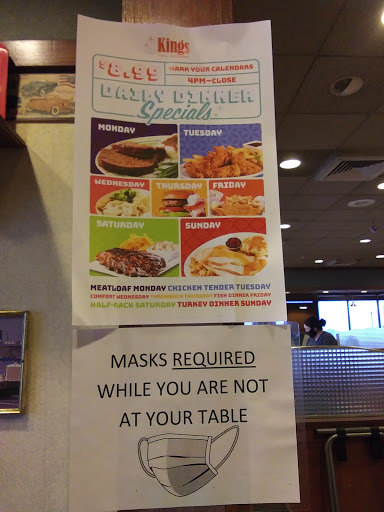 Kings
$8.99
MARK YOUR CALENDARS
4PM-CLOSE
DAILY DINNER
Specials
MONDAY
TUESDAY
WEDNESDAY
THURSDAY
FRIDAY
SATURDAY
SUNDAY
MEATLOAF MONDAY CHICKEN TENDER TUESDAY
COMFORT WEDNESDAY THROWBACK THURSDAY FISH DINNER FRIDAY
HALF-RACK SATURDAY TURKEY DINNER SUNDAY
MASKS REQUIRED
WHILE YOU ARE NOT
AT YOUR TABLE